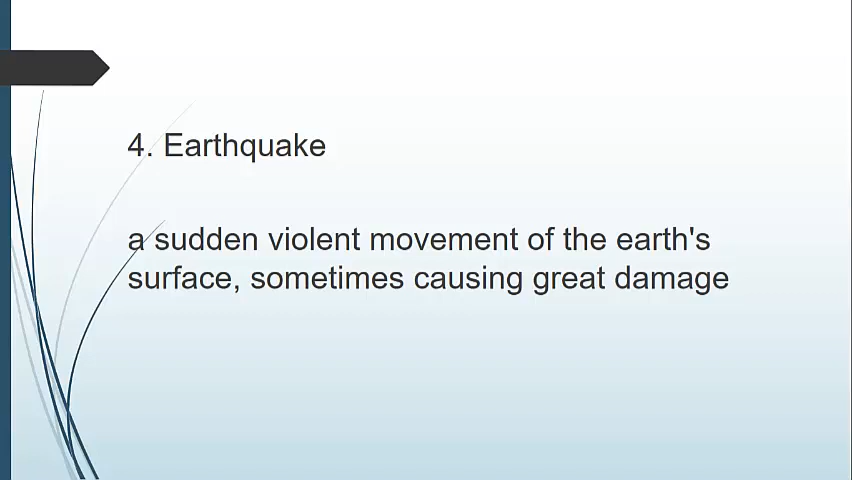 4. Earthquake
a sudden violent movement of the earth's
surface, sometimes causing great damage